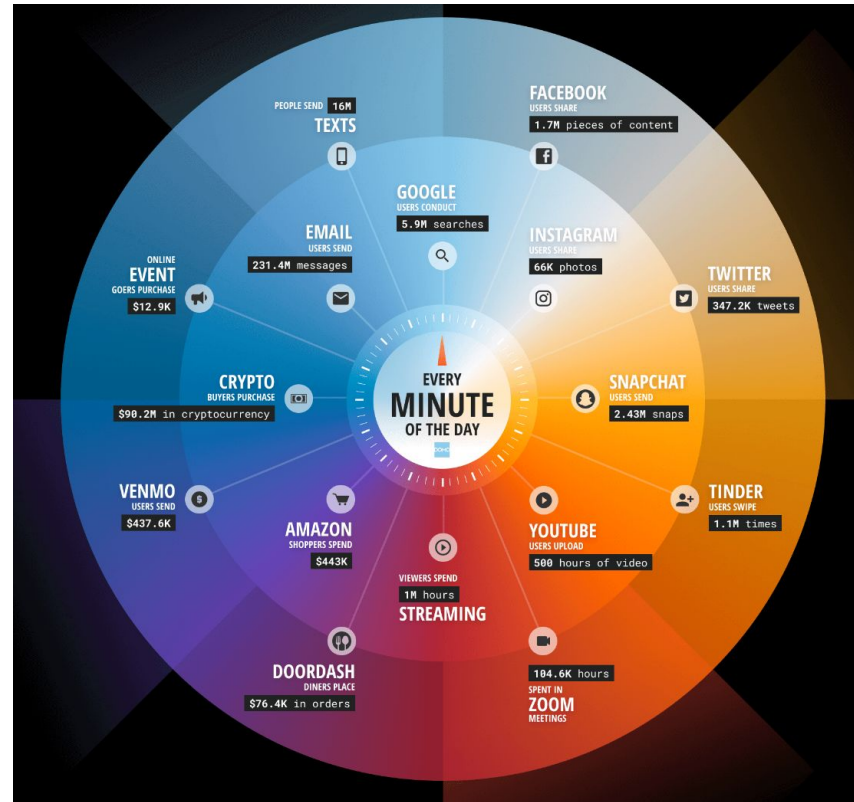 PEOPLE SEND 16M
TEXTS
FACEBOOK
USERS SHARE
1.7M pieces of content
GOOGLE
USERS CONDUCT
5.9M searches
EMAIL
USERS SEND
231.4M messages
INSTAGRAM
USERS SHARE
66K photos
ONLINE
EVENT
GOERS PURCHASE
$12.9K
TWITTER
USERS SHARE
347.2K tweets
CRYPTO
BUYERS PURCHASE
$90.2M in cryptocurrency
EVERY
MINUTE
OF THE DAY
DOMO
SNAPCHAT
USERS SEND
2.43M snaps
VENMO
USERS SEND
$437.6K
AMAZON
SHOPPERS SPEND
$443K
VIEWERS SPEND
1M hours
STREAMING
YOUTUBE
USERS UPLOAD
500 hours of video
TINDER
USERS SWIPE
1.1M times
DOORDASH
DINERS PLACE
$76.4K in orders
104.6K hours
SPENT IN
ZOOM
MEETINGS